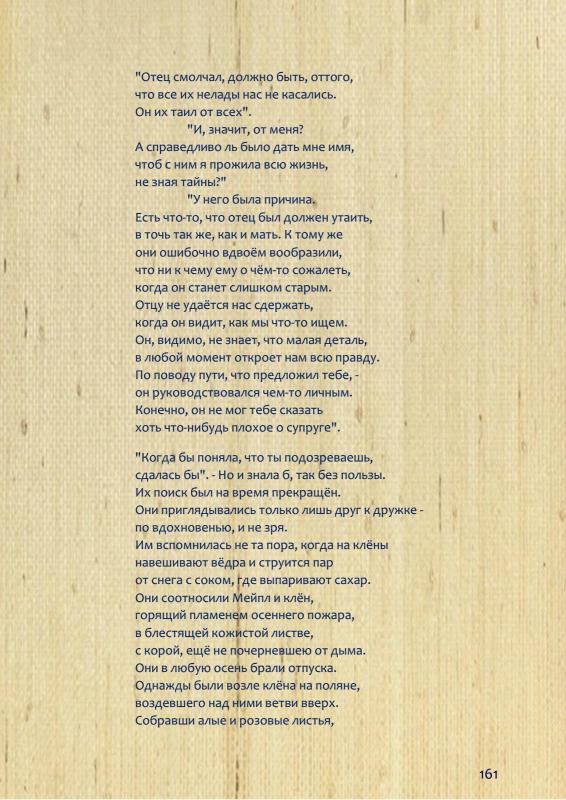 "Отец смолчал, должно быть, оттого,
что все их нелады нас не касались.
Он их таил от всех".
"И, значит, от меня?
А справедливо ль было дать мне имя,
чтоб с ним я прожила всю жизнь,
не зная тайны?"
"У него была причина.
Есть что-то, что отец был должен утаить,
в точь так же, как и мать. К тому же
они ошибочно вдвоём вообразили,
что ни к чему ему о чём-то сожалеть,
когда он станет слишком старым.
Отцу не удаётся нас сдержать,
когда он видит, как мы что-то ищем.
Он, видимо, не знает, что малая деталь,
в любой момент откроет нам всю правду.
По поводу пути, что предложил тебе, -
он руководствовался чем-то личным.
Конечно, он не мог тебе сказать
хоть что-нибудь плохое о супруге".
"Когда бы поняла, что ты подозреваешь,
сдалась бы". - Но и знала б, так без пользы.
Их поиск был на время прекращён.
Они приглядывались только лишь друг к дружке -
по вдохновенью, и не зря.
Им вспомнилась не та пора, когда на клёны
навешивают вёдра и струится пар
от снега с соком, где выпаривают сахар.
Они соотносили Мейпл и клён,
горящий пламенем осеннего пожара,
в блестящей кожистой листве,
с корой, ещё не почерневшею от дыма.
Они в любую осень брали отпуска.
Однажды были возле клёна на поляне,
воздевшего над ними ветви вверх.
Собравши алые и розовые листья,
161